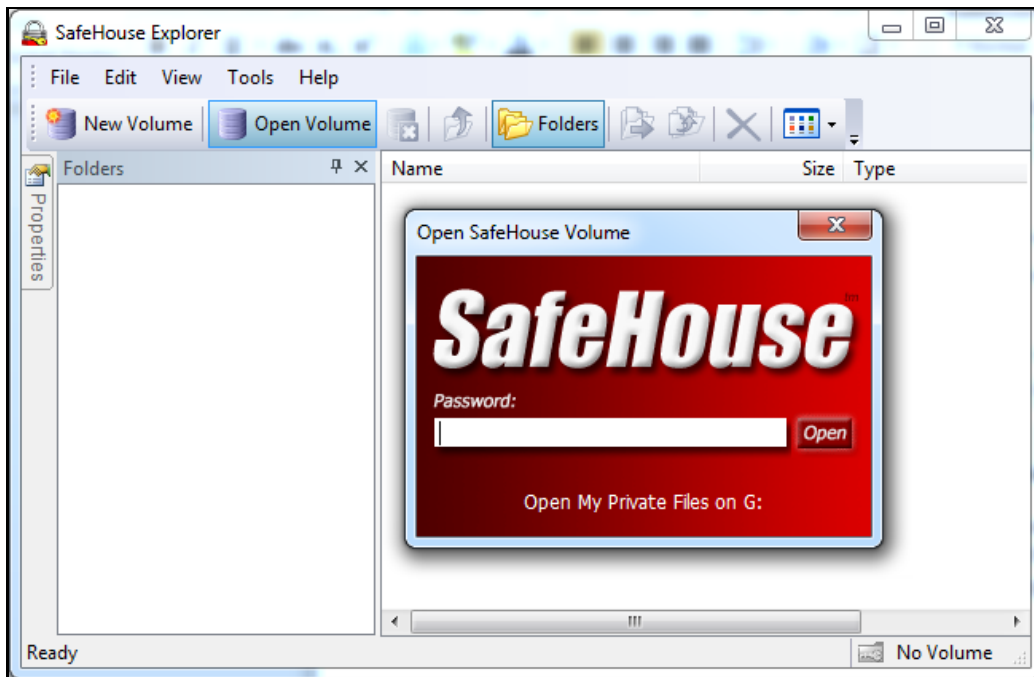 SafeHouse Explorer
File Edit View Tools Help
New Volume Open Volume Folders
Properties
Folders
Name Size Type
Open SafeHouse Volume
SafeHouse tm
Password:
Open
Open My Private Files on G:
Ready No Volume